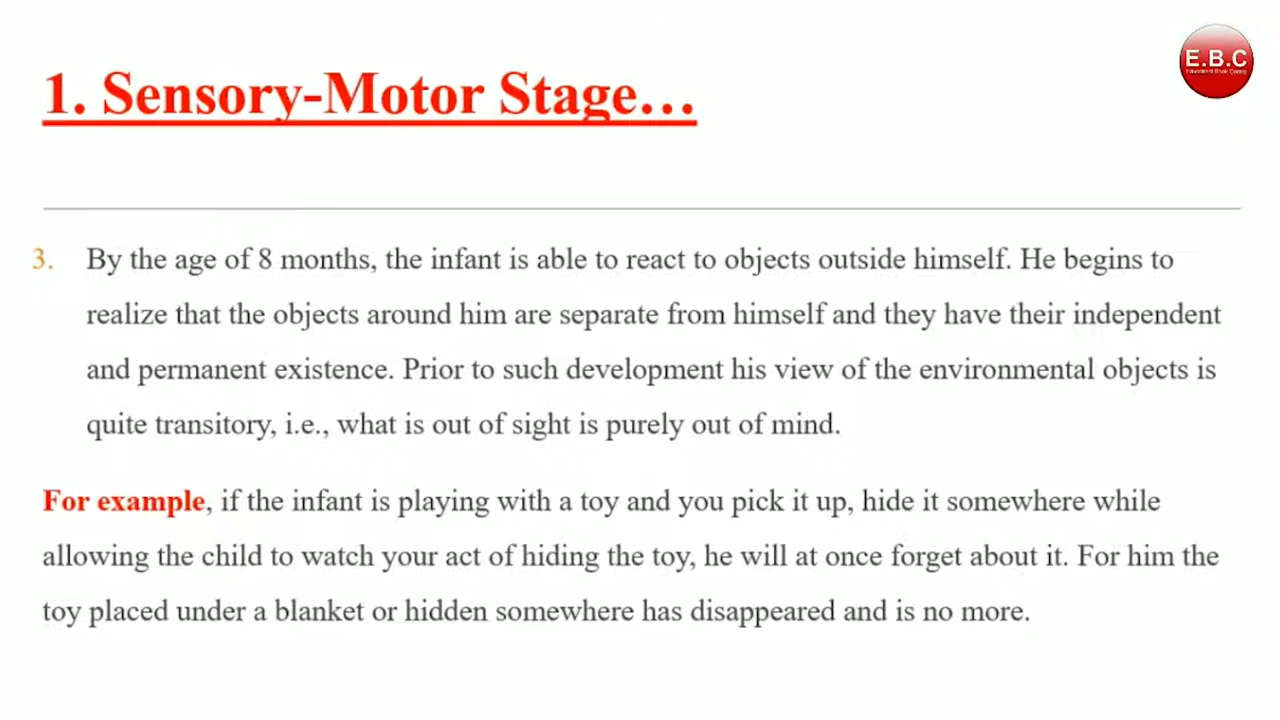 E.B.C
Educational Book Centre
1. Sensory-Motor Stage…
3. By the age of 8 months, the infant is able to react to objects outside himself. He begins to
realize that the objects around him are separate from himself and they have their independent
and permanent existence. Prior to such development his view of the environmental objects is
quite transitory, i.e., what is out of sight is purely out of mind.
For example, if the infant is playing with a toy and you pick it up, hide it somewhere while
allowing the child to watch your act of hiding the toy, he will at once forget about it. For him the
toy placed under a blanket or hidden somewhere has disappeared and is no more.